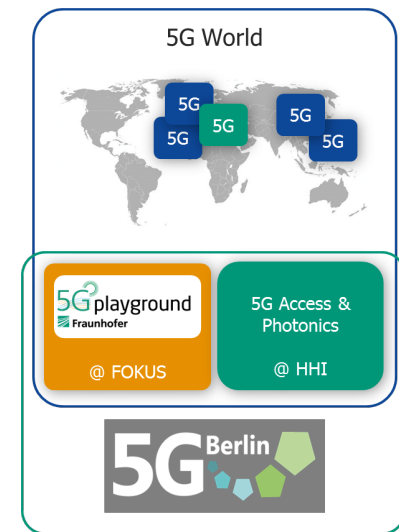 5G World
5G
5G
5G
5G
5G
5G playground
Fraunhofer
@ FOKUS
5G Access &
Photonics
@ HHI
5G Berlin